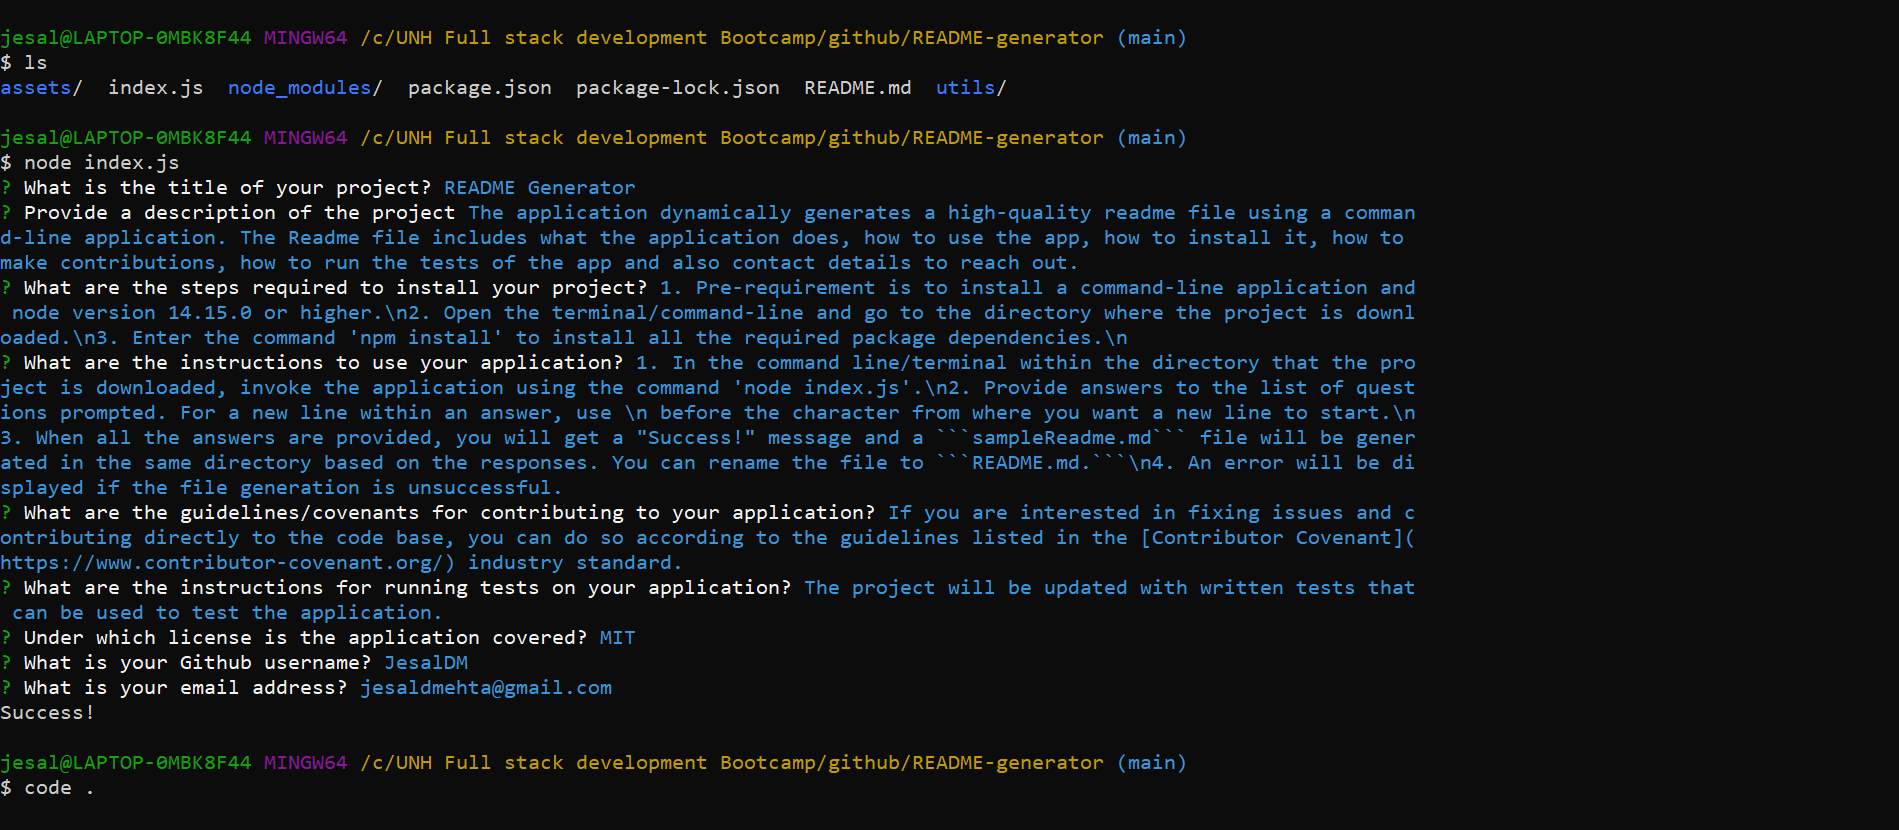 jesal@LAPTOP-0MBK8F44 MINGW64 /c/UNH Full stack development Bootcamp/github/README-generator (main)
$ ls
assets/  index.js  node_modules/  package.json  package-lock.json  README.md  utils/
jesal@LAPTOP-0MBK8F44 MINGW64 /c/UNH Full stack development Bootcamp/github/README-generator (main)
$ node index.js
? What is the title of your project? README Generator
? Provide a description of the project The application dynamically generates a high-quality readme file using a comman
d-line application. The Readme file includes what the application does, how to use the app, how to install it, how to
make contributions, how to run the tests of the app and also contact details to reach out.
? What are the steps required to install your project? 1. Pre-requirement is to install a command-line application and
 node version 14.15.0 or higher.\n2. Open the terminal/command-line and go to the directory where the project is downl
oaded.\n3. Enter the command 'npm install' to install all the required package dependencies.\n
? What are the instructions to use your application? 1. In the command line/terminal within the directory that the pro
ject is downloaded, invoke the application using the command 'node index.js'.\n2. Provide answers to the list of quest
ions prompted. For a new line within an answer, use \n before the character from where you want a new line to start.\n
3. When all the answers are provided, you will get a "Success!" message and a ```sampleReadme.md``` file will be gener
ated in the same directory based on the responses. You can rename the file to ```README.md.```\n4. An error will be di
splayed if the file generation is unsuccessful.
? What are the guidelines/covenants for contributing to your application? If you are interested in fixing issues and c
ontributing directly to the code base, you can do so according to the guidelines listed in the [Contributor Covenant](
https://www.contributor-covenant.org/) industry standard.
? What are the instructions for running tests on your application? The project will be updated with written tests that
 can be used to test the application.
? Under which license is the application covered? MIT
? What is your Github username? JesalDM
? What is your email address? jesaldmehta@gmail.com
Success!
jesal@LAPTOP-0MBK8F44 MINGW64 /c/UNH Full stack development Bootcamp/github/README-generator (main)
$ code .